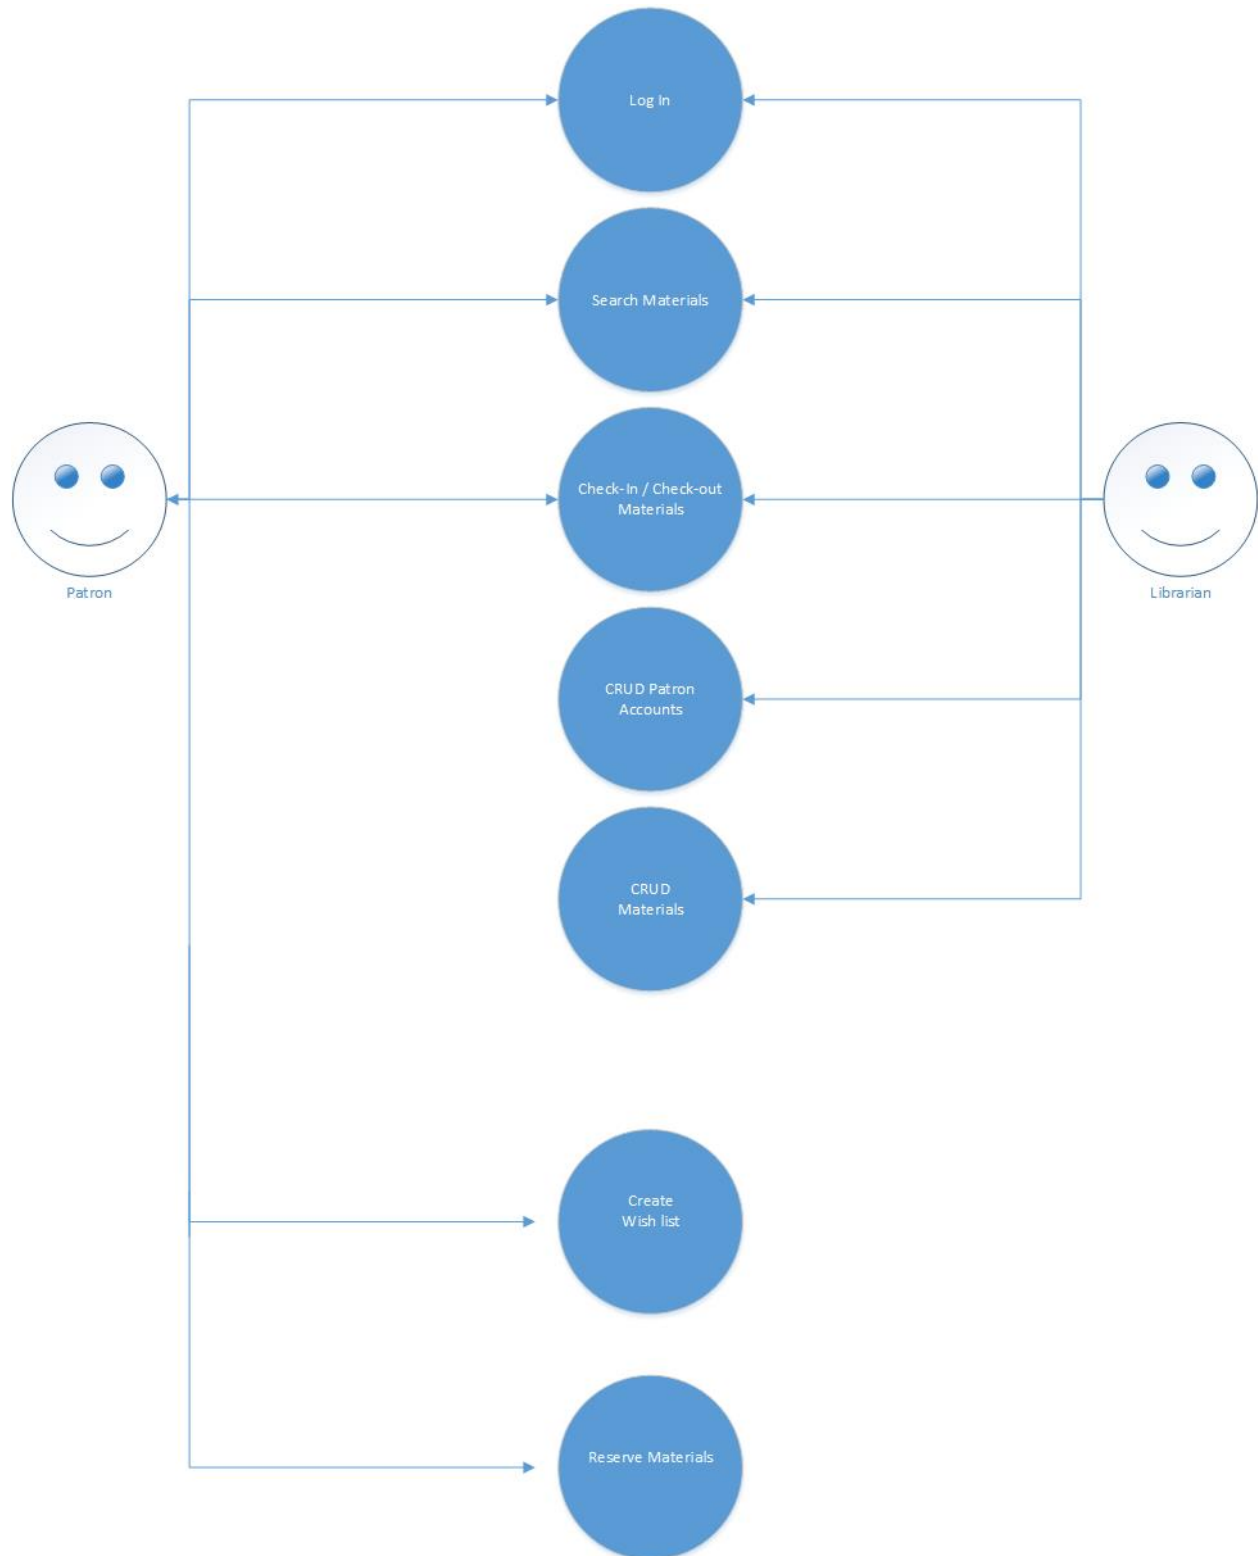 Log In
Search Materials
Check-In / Check-out
Materials
Patron
Librarian
CRUD Patron
Accounts
CRUD
Materials
Create
Wish list
Reserve Materials